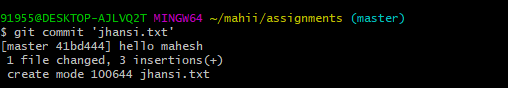 91955@DESKTOP-AJLVQ2T MINGW64 ~/mahii/assignments (master)
$ git commit 'jhansi.txt'
[master 41bd444] hello mahesh
 1 file changed, 3 insertions(+)
 create mode 100644 jhansi.txt